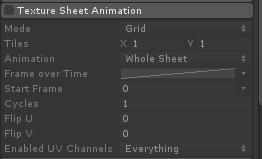 Texture Sheet Animation
Mode Grid
Tiles X 1 Y 1
Animation Whole Sheet
Frame over Time
Start Frame 0
Cycles 1
Flip U 0
Flip V 0
Enabled UV Channels Everything